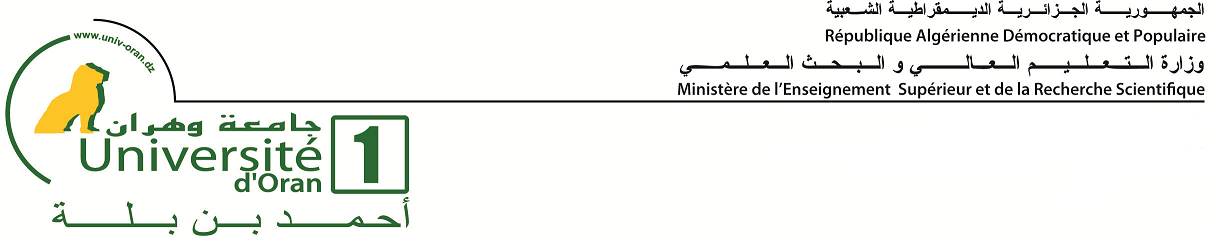 الجمهورية الجزائرية الديمقراطية الشعبية
République Algérienne Démocratique et Populaire
وزارة التعليم العالي و البحث العلمي
Ministère de l'Enseignement Supérieur et de la Recherche Scientifique
www.univ-oran.dz
جامعة وهران
Université
d'Oran
1
أحمد بن بلة